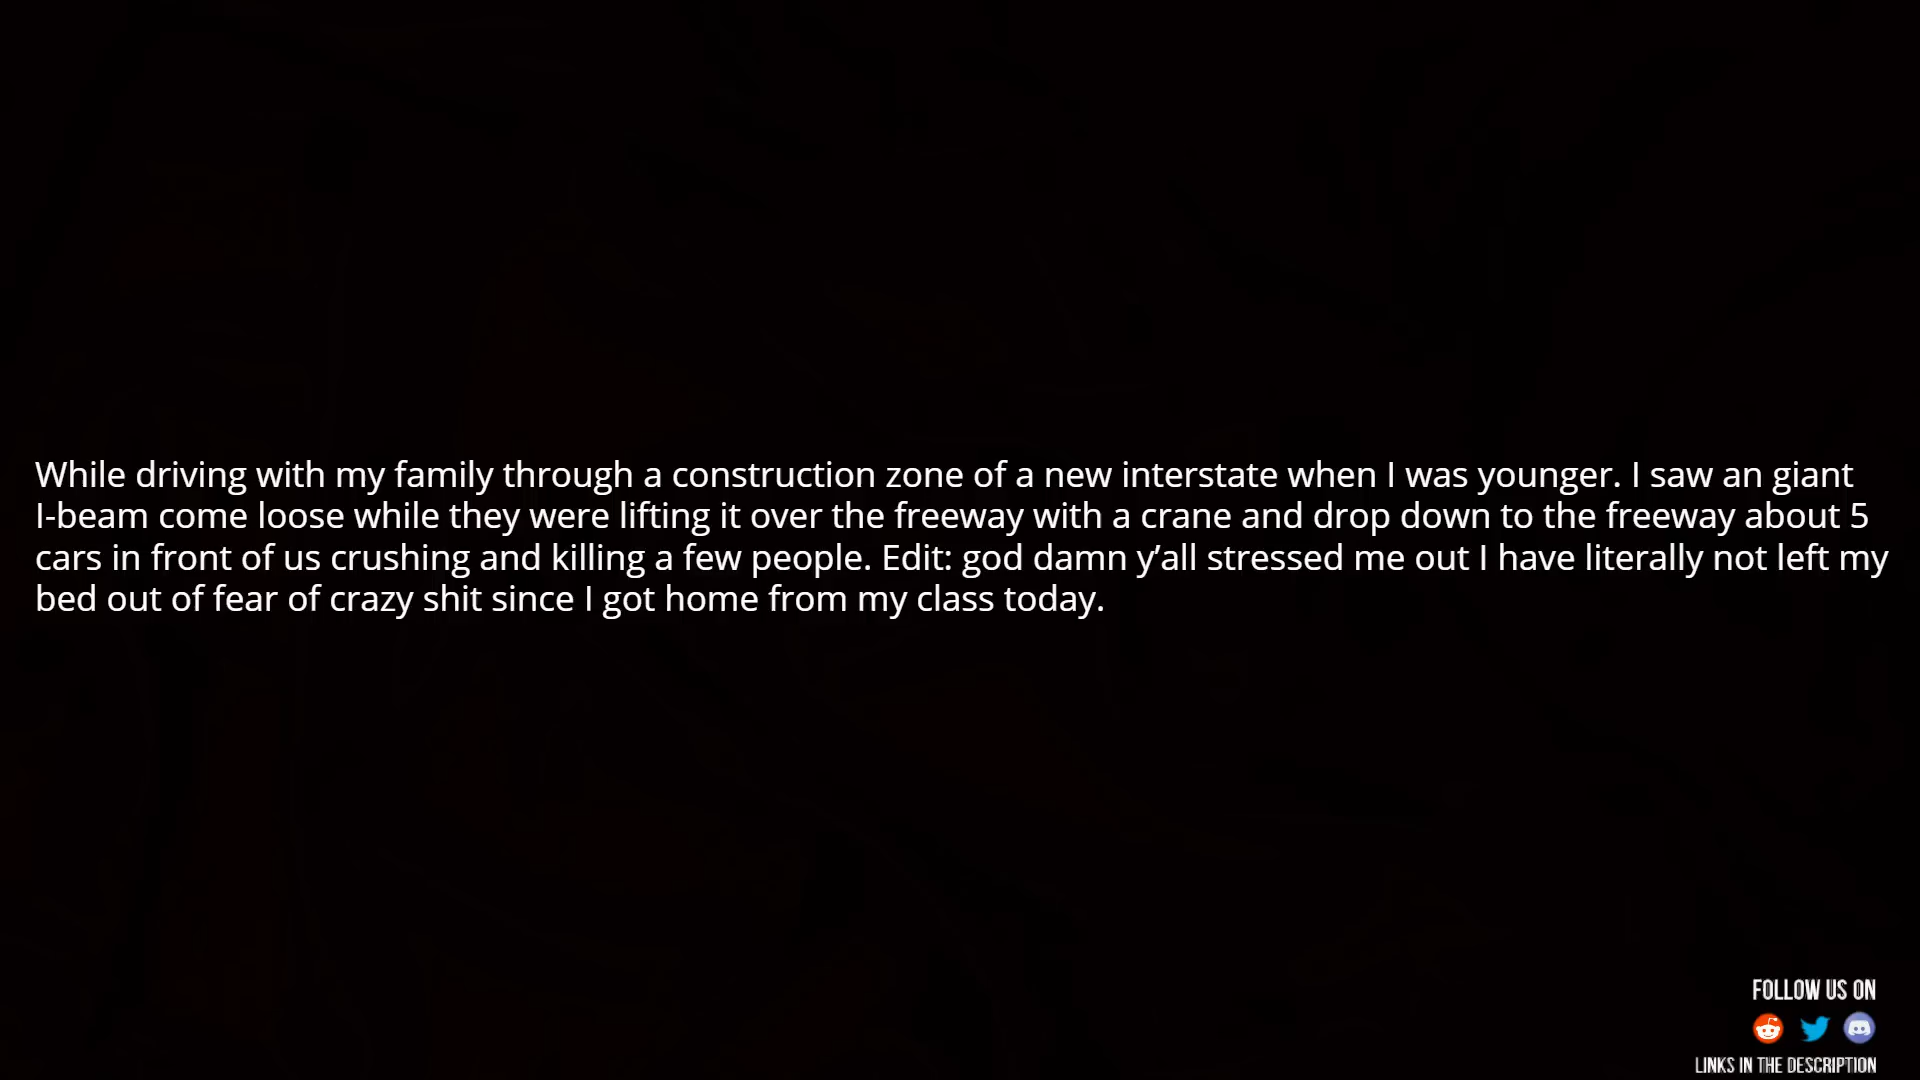 While driving with my family through a construction zone of a new interstate when I was younger. I saw an giant
I-beam come loose while they were lifting it over the freeway with a crane and drop down to the freeway about 5
cars in front of us crushing and killing a few people. Edit: god damn y’all stressed me out I have literally not left my
bed out of fear of crazy shit since I got home from my class today.
FOLLOW US ON
LINKS IN THE DESCRIPTION